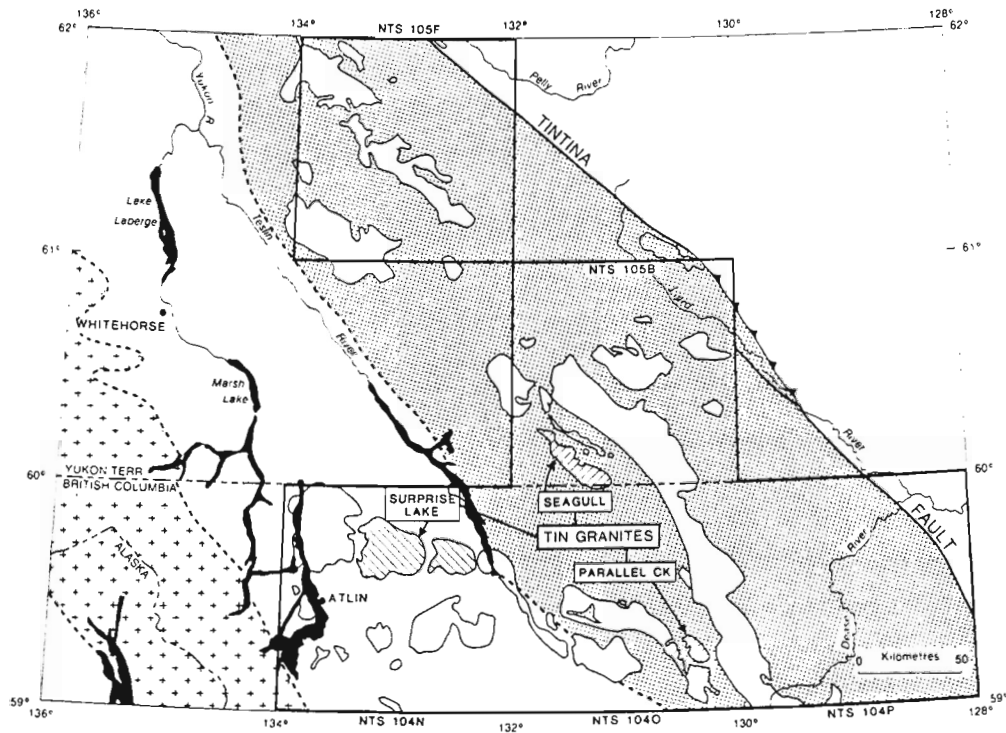 136°
134°
132°
130°
128°
62°
NTS 105F
62°
Yukon R.
Pelly River
TINTINA
Lake
Laberge
Teslin
61°
61°
NTS 105B
Liard
WHITEHORSE
River
Marsh
Lake
River
60°
YUKON TERR
BRITISH COLUMBIA
60°
SURPRISE
LAKE
SEAGULL
TIN GRANITES
FAULT
River
ALASKA
PARALLEL CK
ATLIN
Dease
Kilometres
0 50
59°
59°
136°
134°
NTS 104N
132°
NTS 104O
130°
NTS 104P
128°